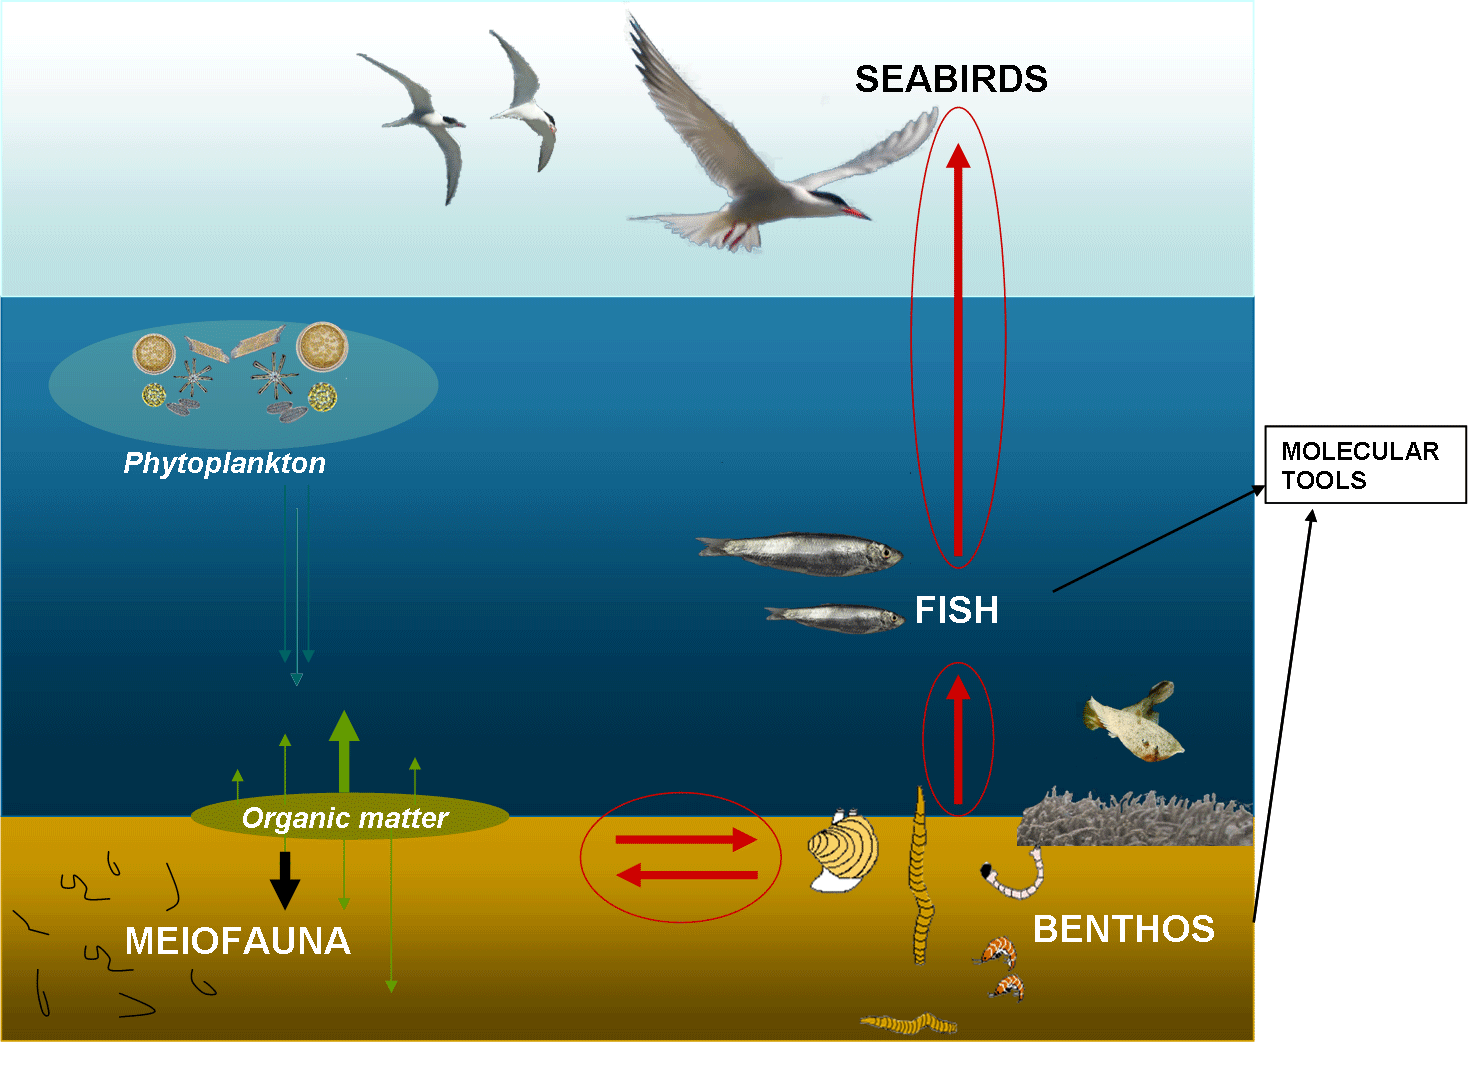 SEABIRDS
Phytoplankton
MOLECULAR
TOOLS
FISH
Organic matter
MEIOFAUNA
BENTHOS